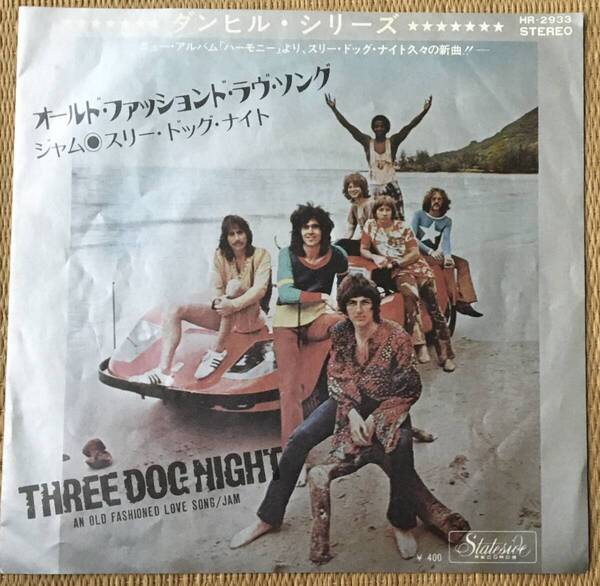 ★★★★★★★ ダンヒル・シリーズ ★★★★★★★
HR-2933
STEREO
ニュー・アルバム「ハーモニー」より、スリー・ドッグ・ナイト久々の新曲!!
オールド・ファッションド・ラヴ・ソング
ジャム◉スリー・ドッグ・ナイト
THREE DOG NIGHT
AN OLD FASHIONED LOVE SONG/JAM
¥ 400
Stateside
RECORDS